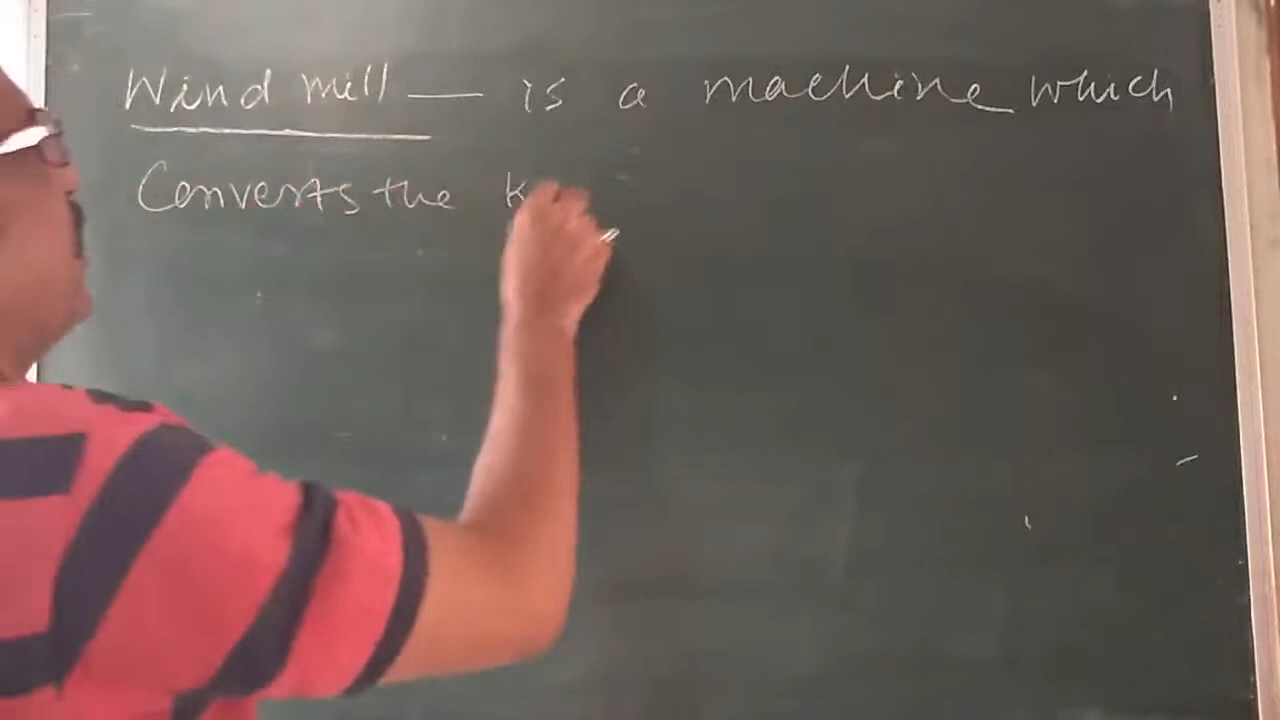 Wind mill — is a machine which
Converts the K